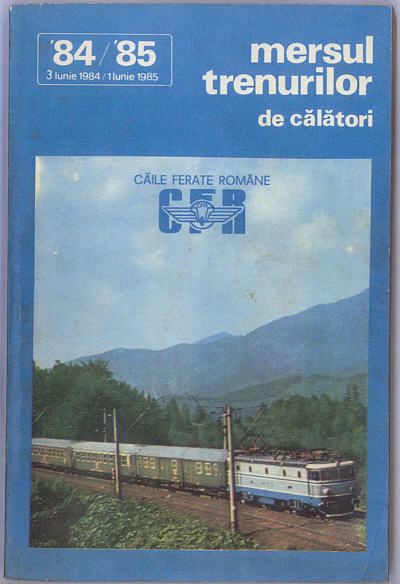 '84/'85
3 Iunie 1984/1 Iunie 1985
mersul
trenurilor
de călători
CĂILE FERATE ROMÂNE
CFR